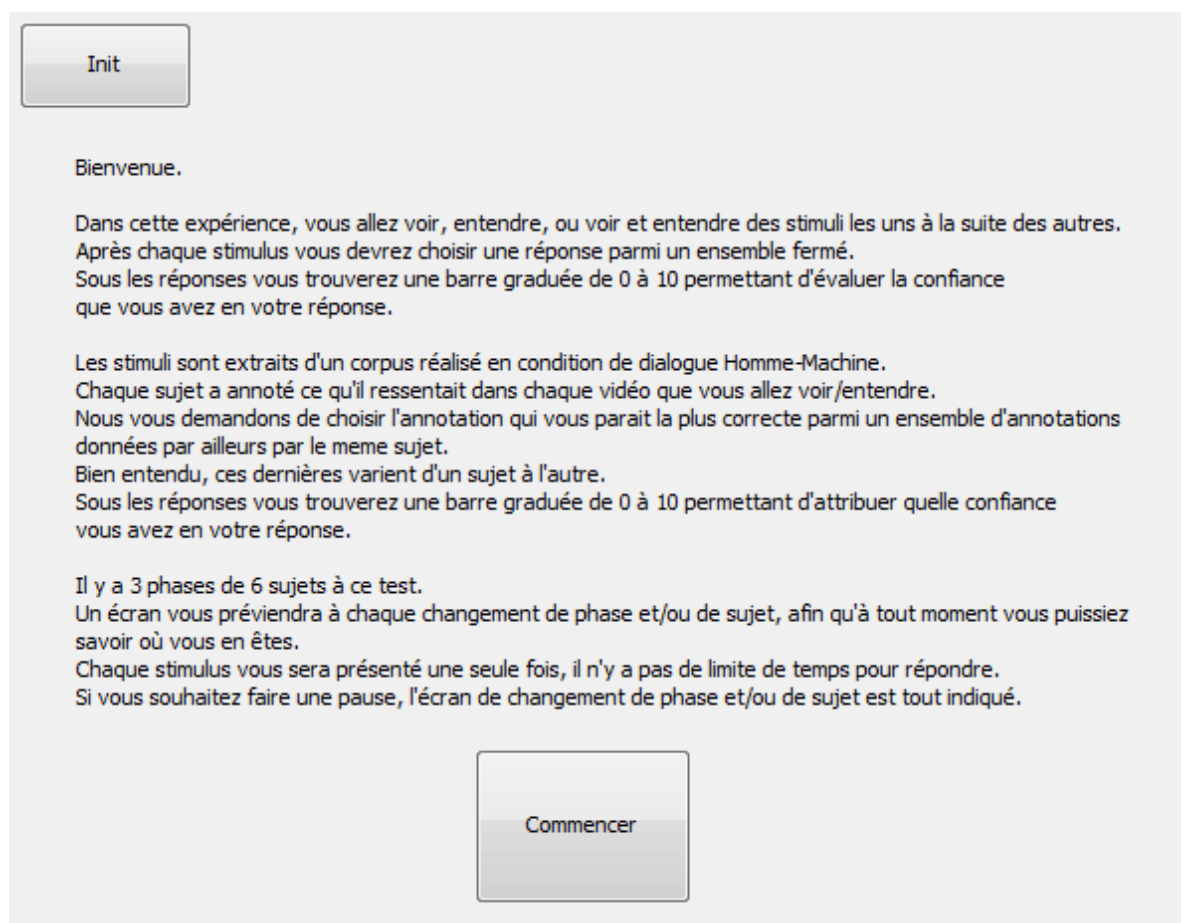 Init
Bienvenue.
Dans cette expérience, vous allez voir, entendre, ou voir et entendre des stimuli les uns à la suite des autres.
Après chaque stimulus vous devrez choisir une réponse parmi un ensemble fermé.
Sous les réponses vous trouverez une barre graduée de 0 à 10 permettant d'évaluer la confiance
que vous avez en votre réponse.
Les stimuli sont extraits d'un corpus réalisé en condition de dialogue Homme-Machine.
Chaque sujet a annoté ce qu'il ressentait dans chaque vidéo que vous allez voir/entendre.
Nous vous demandons de choisir l'annotation qui vous parait la plus correcte parmi un ensemble d'annotations
données par ailleurs par le meme sujet.
Bien entendu, ces dernières varient d'un sujet à l'autre.
Sous les réponses vous trouverez une barre graduée de 0 à 10 permettant d'attribuer quelle confiance
vous avez en votre réponse.
Il y a 3 phases de 6 sujets à ce test.
Un écran vous préviendra à chaque changement de phase et/ou de sujet, afin qu'à tout moment vous puissiez
savoir où vous en êtes.
Chaque stimulus vous sera présenté une seule fois, il n'y a pas de limite de temps pour répondre.
Si vous souhaitez faire une pause, l'écran de changement de phase et/ou de sujet est tout indiqué.
Commencer